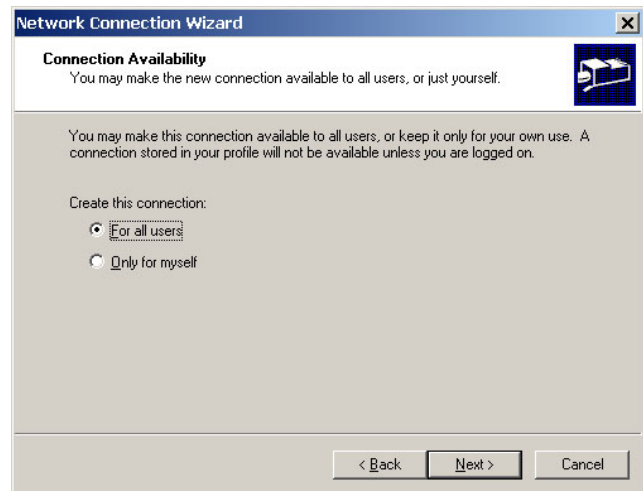 Network Connection Wizard
Connection Availability
You may make the new connection available to all users, or just yourself.
You may make this connection available to all users, or keep it only for your own use.  A
connection stored in your profile will not be available unless you are logged on.
Create this connection:
For all users
Only for myself
< Back Next > Cancel